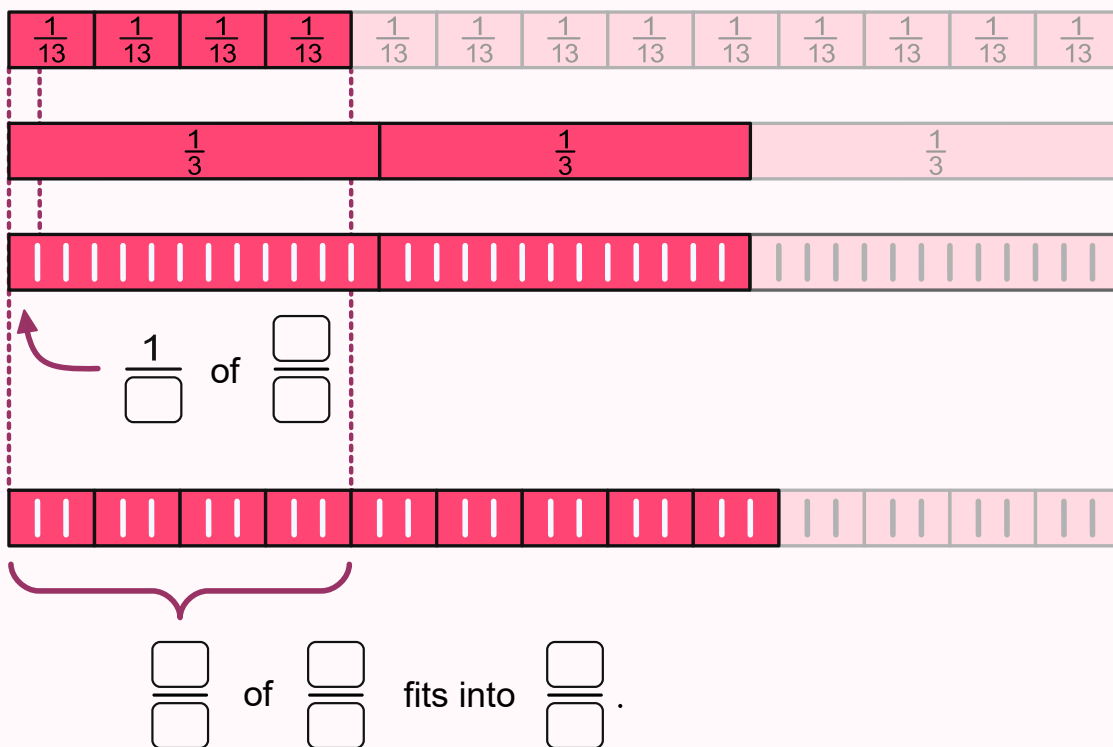 1/13 1/13 1/13 1/13 1/13 1/13 1/13 1/13 1/13 1/13 1/13 1/13 1/13
1/3 1/3 1/3
1/□ of □/□
□/□ of □/□ fits into □/□ .